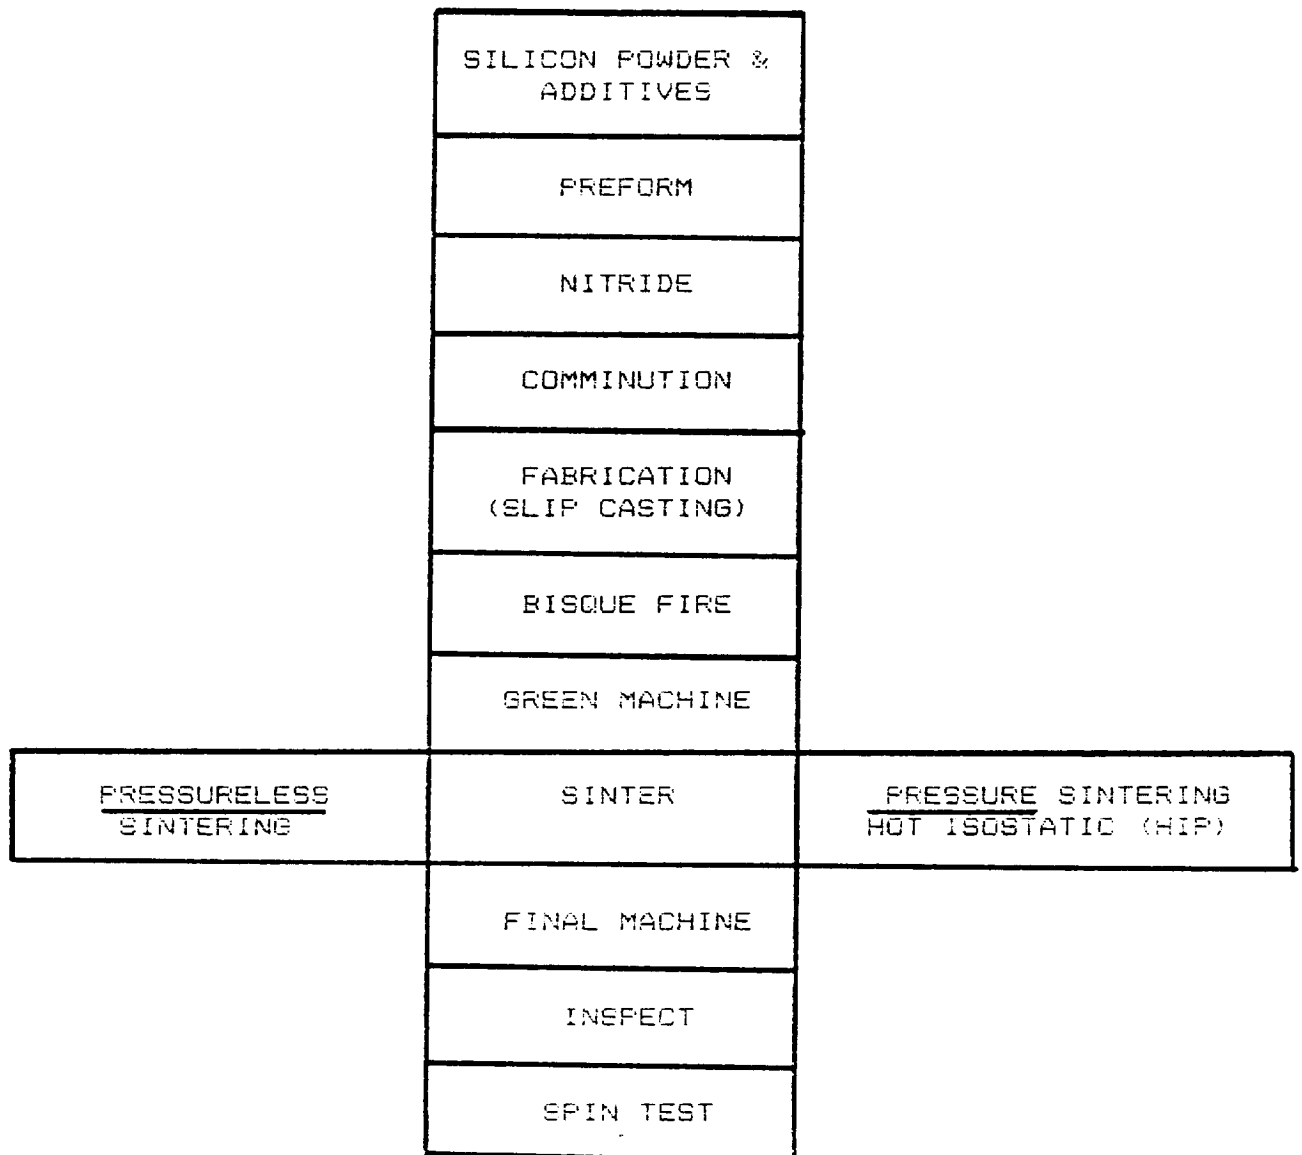 SILICON POWDER &
ADDITIVES
PREFORM
NITRIDE
COMMINUTION
FABRICATION
(SLIP CASTING)
BISQUE FIRE
GREEN MACHINE
PRESSURELESS
SINTERING
SINTER
PRESSURE SINTERING
HOT ISOSTATIC (HIP)
FINAL MACHINE
INSPECT
SPIN TEST